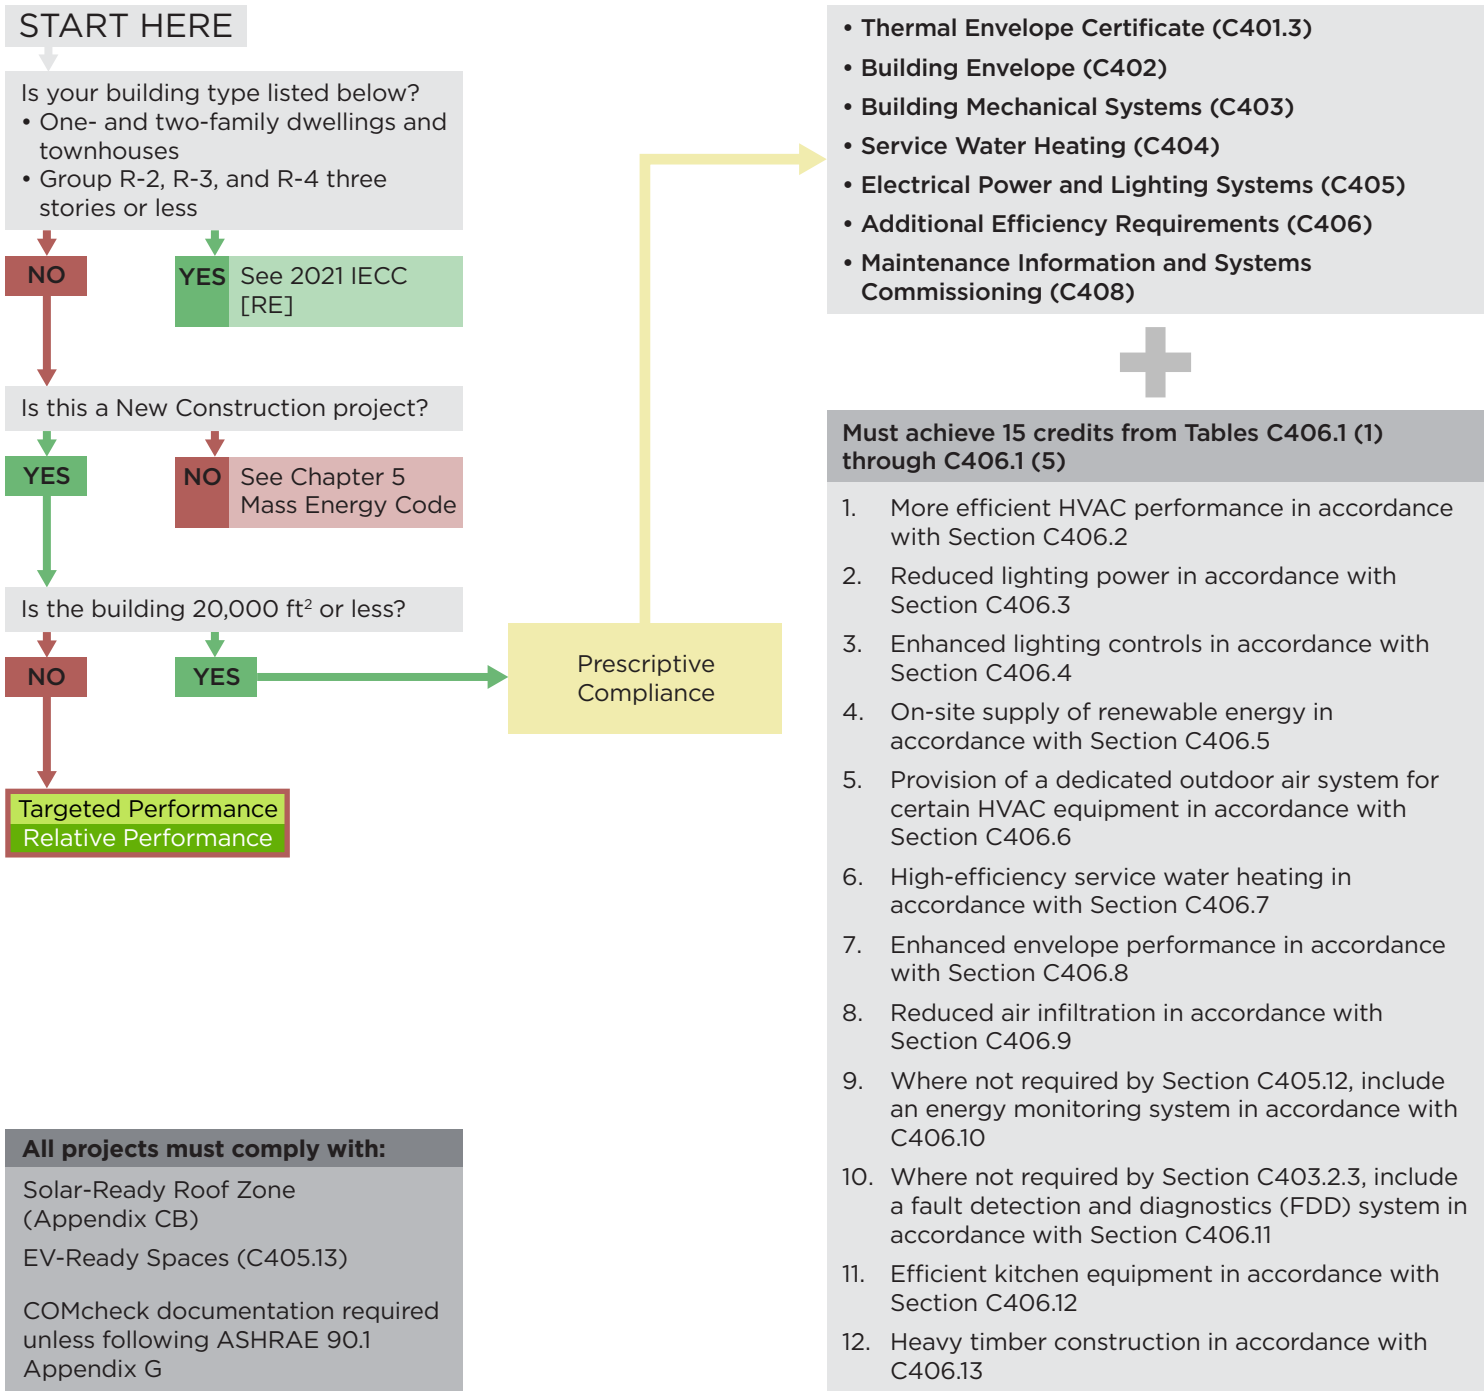 START HERE
Is your building type listed below?
• One- and two-family dwellings and
townhouses
• Group R-2, R-3, and R-4 three
stories or less
NO
YES See 2021 IECC
[RE]
Is this a New Construction project?
YES
NO See Chapter 5
Mass Energy Code
Is the building 20,000 ft² or less?
NO
YES
Prescriptive
Compliance
Targeted Performance
Relative Performance
All projects must comply with:
Solar-Ready Roof Zone
(Appendix CB)
EV-Ready Spaces (C405.13)
COMcheck documentation required
unless following ASHRAE 90.1
Appendix G
• Thermal Envelope Certificate (C401.3)
• Building Envelope (C402)
• Building Mechanical Systems (C403)
• Service Water Heating (C404)
• Electrical Power and Lighting Systems (C405)
• Additional Efficiency Requirements (C406)
• Maintenance Information and Systems
Commissioning (C408)
Must achieve 15 credits from Tables C406.1 (1)
through C406.1 (5)
1. More efficient HVAC performance in accordance
with Section C406.2
2. Reduced lighting power in accordance with
Section C406.3
3. Enhanced lighting controls in accordance with
Section C406.4
4. On-site supply of renewable energy in
accordance with Section C406.5
5. Provision of a dedicated outdoor air system for
certain HVAC equipment in accordance with
Section C406.6
6. High-efficiency service water heating in
accordance with Section C406.7
7. Enhanced envelope performance in accordance
with Section C406.8
8. Reduced air infiltration in accordance with
Section C406.9
9. Where not required by Section C405.12, include
an energy monitoring system in accordance with
C406.10
10. Where not required by Section C403.2.3, include
a fault detection and diagnostics (FDD) system in
accordance with Section C406.11
11. Efficient kitchen equipment in accordance with
Section C406.12
12. Heavy timber construction in accordance with
C406.13